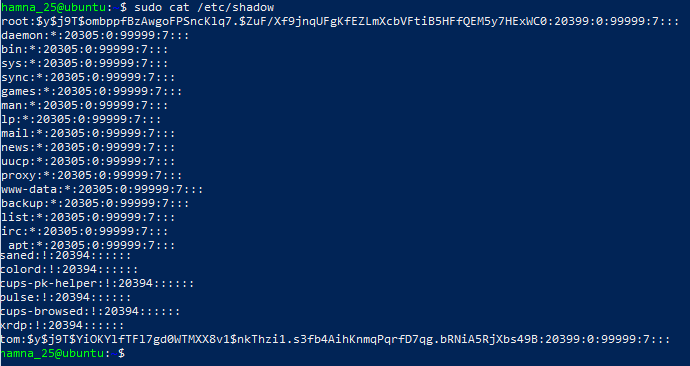 hamna_25@ubuntu:~$ sudo cat /etc/shadow
root:$y$j9T$ombppfBzAwgoFPSncKlq7.$ZuF/Xf9jnqUFgKfEZLmXcbVFtiB5HFfQEM5y7HExWC0:20399:0:99999:7:::
daemon:*:20305:0:99999:7:::
bin:*:20305:0:99999:7:::
sys:*:20305:0:99999:7:::
sync:*:20305:0:99999:7:::
games:*:20305:0:99999:7:::
man:*:20305:0:99999:7:::
lp:*:20305:0:99999:7:::
mail:*:20305:0:99999:7:::
news:*:20305:0:99999:7:::
uucp:*:20305:0:99999:7:::
proxy:*:20305:0:99999:7:::
www-data:*:20305:0:99999:7:::
backup:*:20305:0:99999:7:::
list:*:20305:0:99999:7:::
irc:*:20305:0:99999:7:::
_apt:*:20305:0:99999:7:::
saned:!:20394::::::
colord:!:20394::::::
cups-pk-helper:!:20394::::::
pulse:!:20394::::::
cups-browsed:!:20394::::::
xrdp:!:20394::::::
tom:$y$j9T$YiOKYlfTFl7gd0WTMXX8v1$nkThzi1.s3fb4AihKnmqPqrfD7qg.bRNiA5RjXbs49B:20399:0:99999:7:::
hamna_25@ubuntu:~$